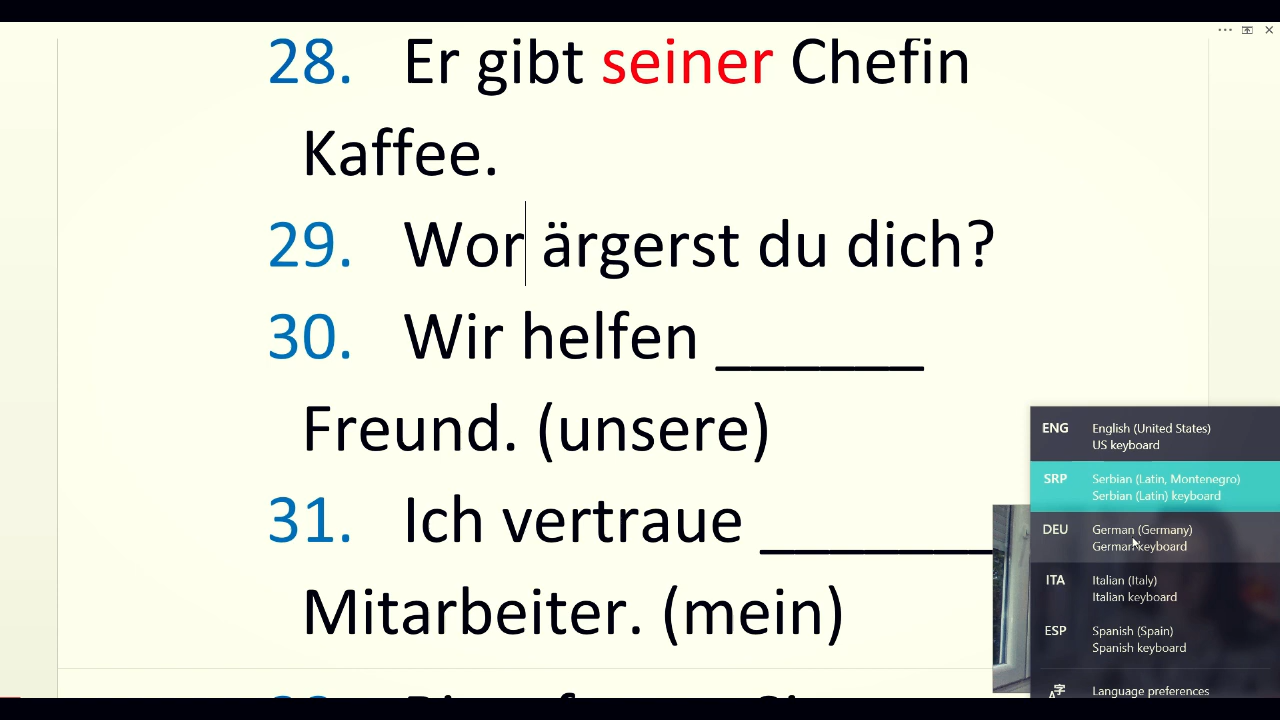 28. Er gibt seiner Chefin
Kaffee.
29. Wor ärgerst du dich?
30. Wir helfen ______
Freund. (unsere)
31. Ich vertraue _______
Mitarbeiter. (mein)
ENG English (United States)
US keyboard
SRP Serbian (Latin, Montenegro)
Serbian (Latin) keyboard
DEU German (Germany)
German keyboard
ITA Italian (Italy)
Italian keyboard
ESP Spanish (Spain)
Spanish keyboard
Language preferences